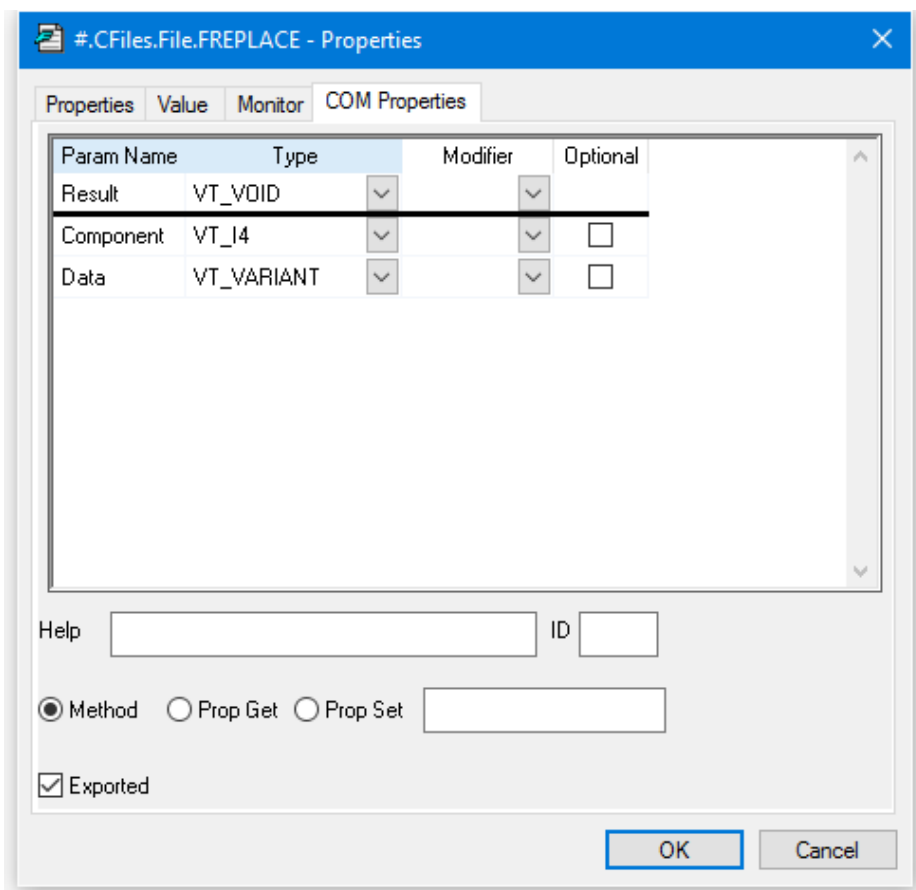 #.CFiles.File.FREPLACE - Properties
Properties Value Monitor COM Properties
Param Name Type Modifier Optional
Result VT_VOID
Component VT_I4
Data VT_VARIANT
Help ID
Method Prop Get Prop Set
Exported
OK Cancel